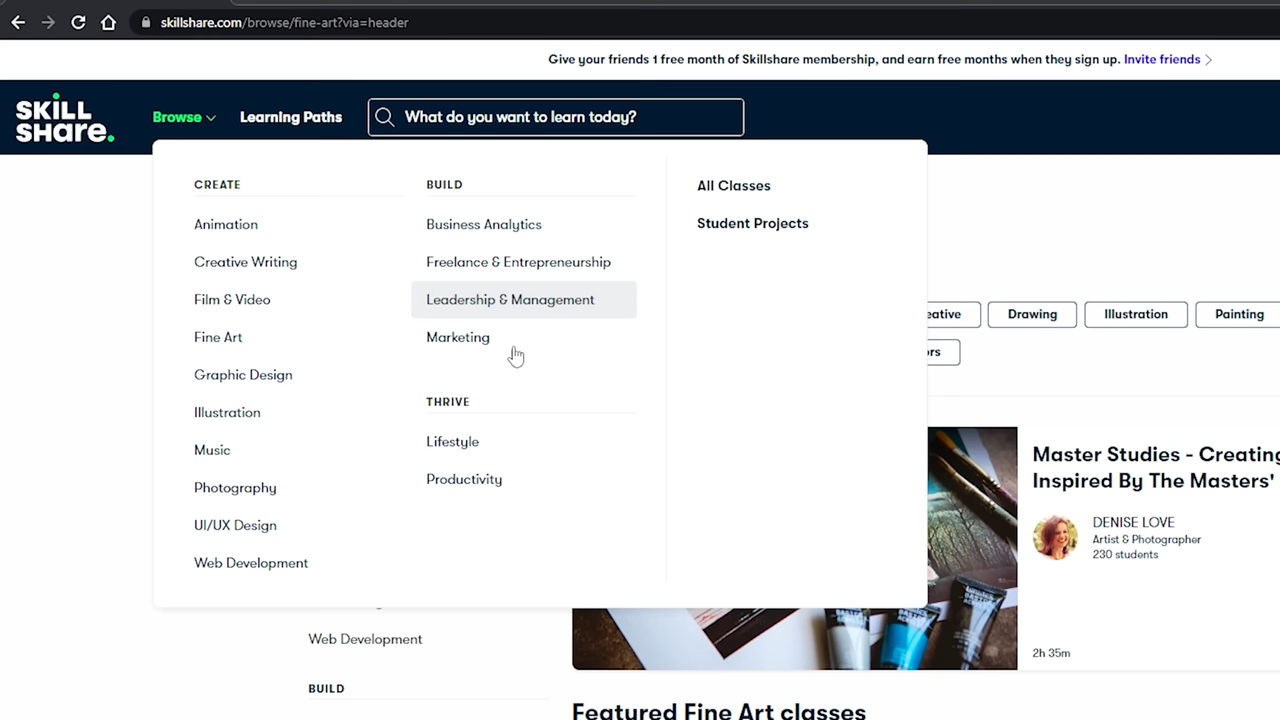 skillshare.com/browse/fine-art?via=header
Give your friends 1 free month of Skillshare membership, and earn free months when they sign up. Invite friends
SKILL
SHare.
Browse
Learning Paths
What do you want to learn today?
CREATE
Animation
Creative Writing
Film & Video
Fine Art
Graphic Design
Illustration
Music
Photography
UI/UX Design
Web Development
BUILD
Business Analytics
Freelance & Entrepreneurship
Leadership & Management
Marketing
THRIVE
Lifestyle
Productivity
All Classes
Student Projects
eative
Drawing
Illustration
Painting
ors
Master Studies - Creating
Inspired By The Masters'
DENISE LOVE
Artist & Photographer
230 students
2h 35m
Web Development
BUILD
Featured Fine Art classes